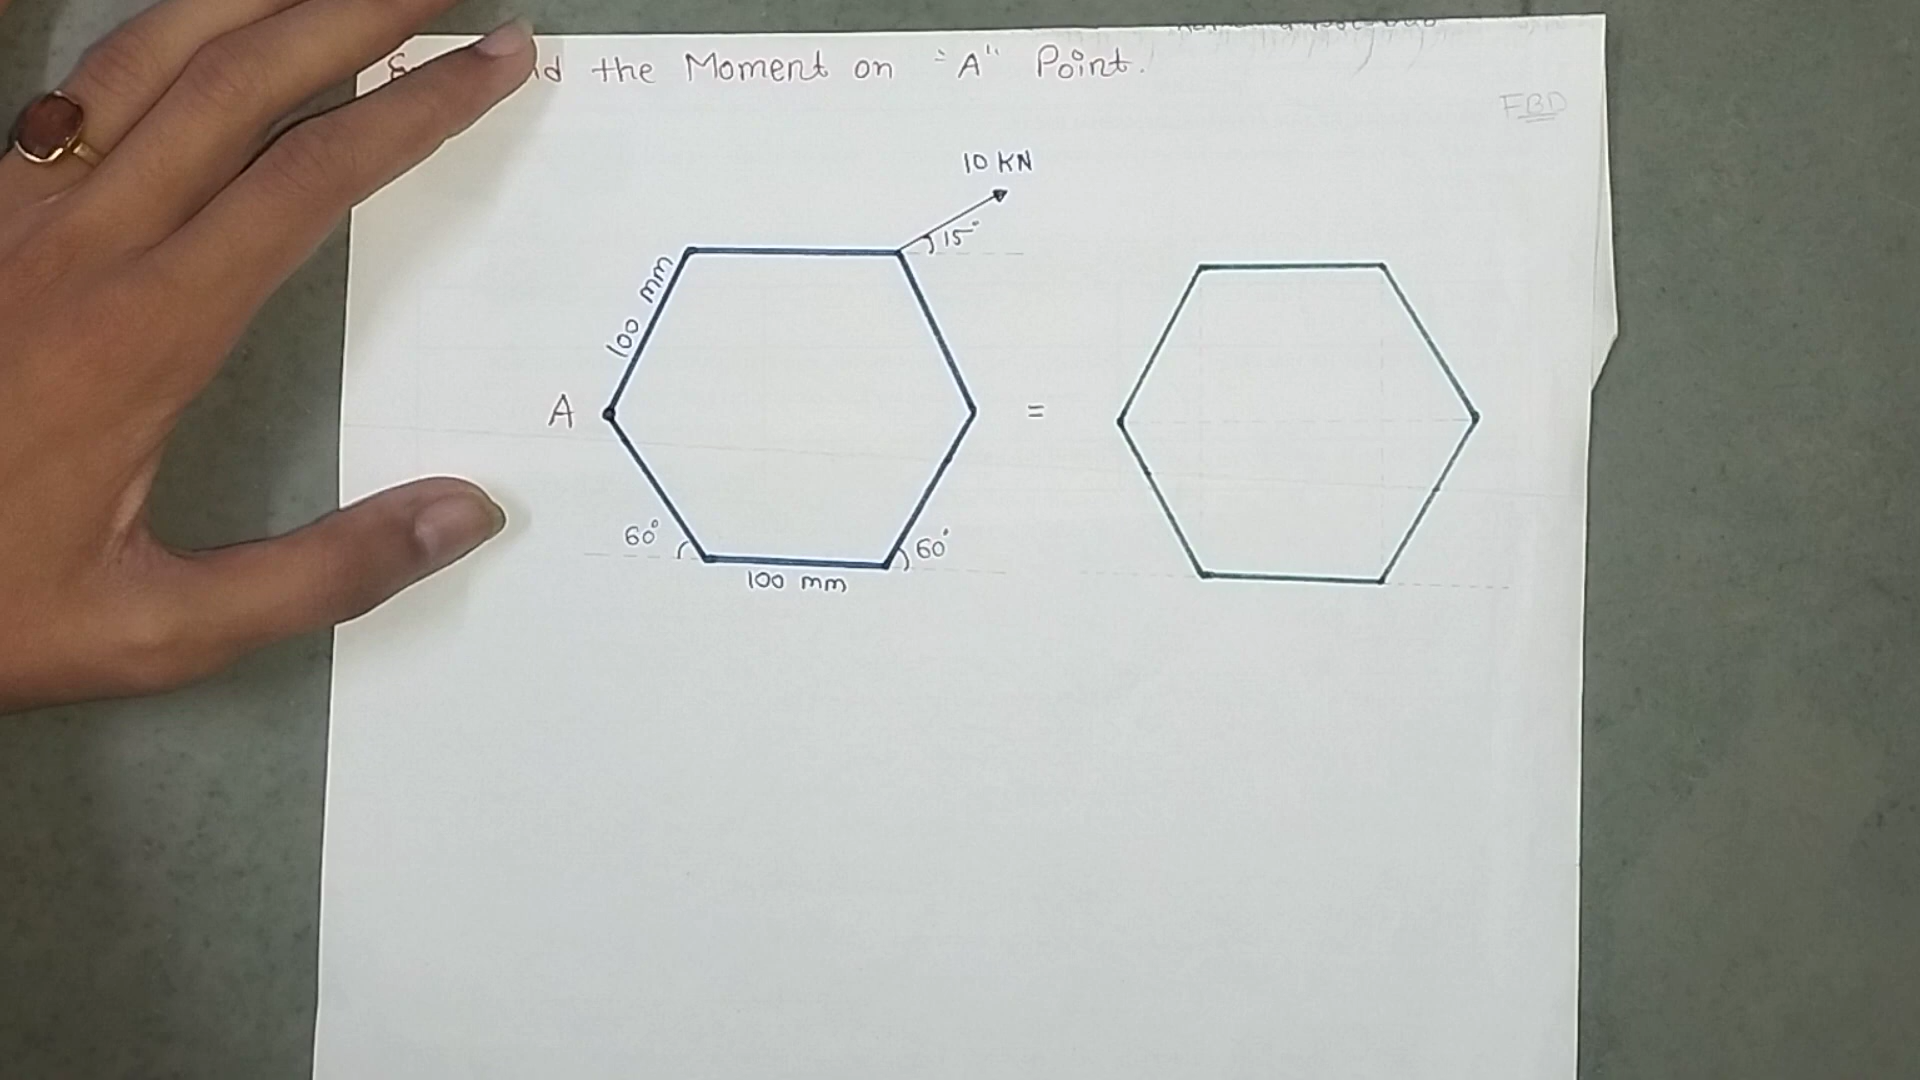 the Moment on "A" Point.
FBD
10 KN
15°
100 mm
A
=
60°
60°
100 mm